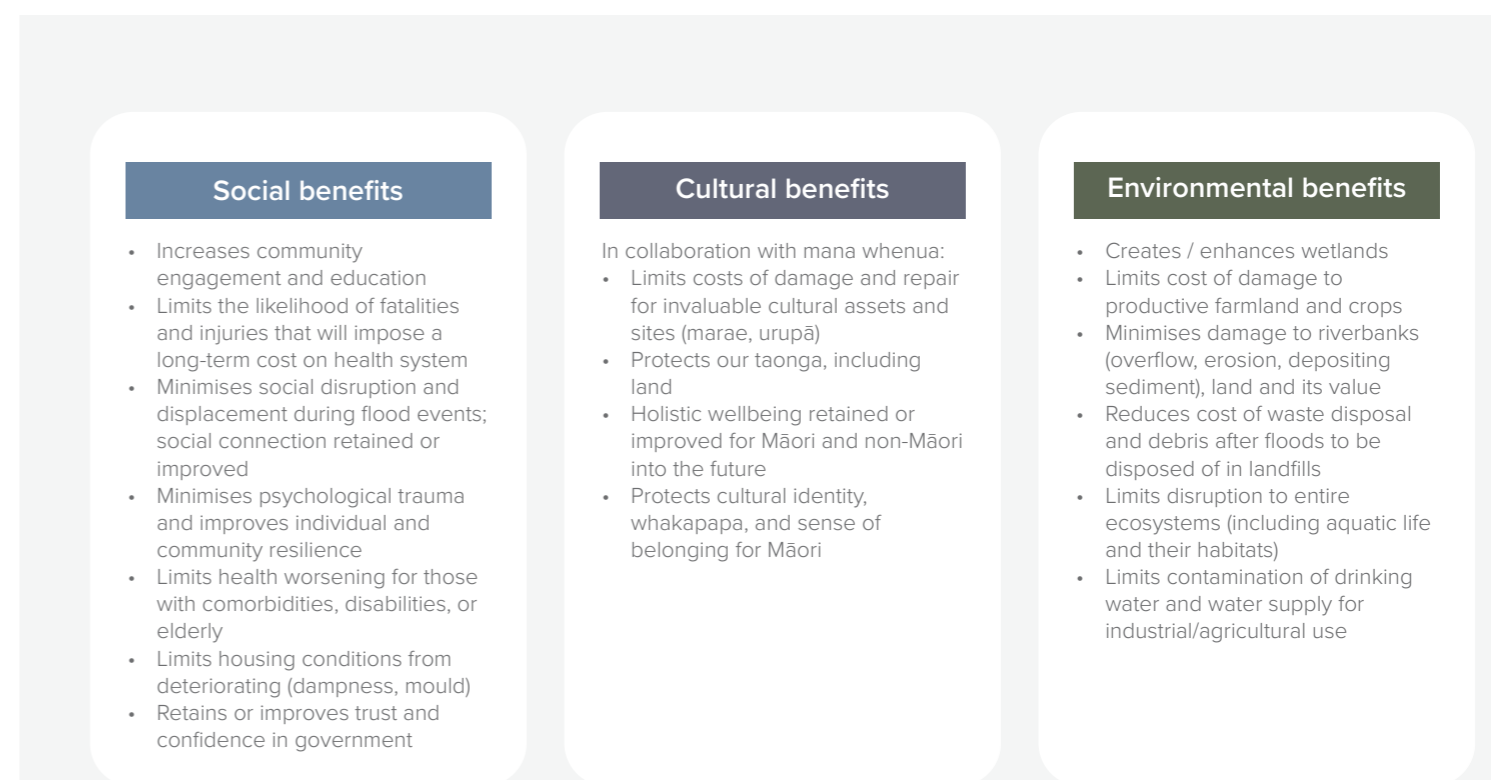 Social benefits
• Increases community
engagement and education
• Limits the likelihood of fatalities
and injuries that will impose a
long-term cost on health system
• Minimises social disruption and
displacement during flood events;
social connection retained or
improved
• Minimises psychological trauma
and improves individual and
community resilience
• Limits health worsening for those
with comorbidities, disabilities, or
elderly
• Limits housing conditions from
deteriorating (dampness, mould)
• Retains or improves trust and
confidence in government
Cultural benefits
In collaboration with mana whenua:
• Limits costs of damage and repair
for invaluable cultural assets and
sites (marae, urupā)
• Protects our taonga, including
land
• Holistic wellbeing retained or
improved for Māori and non-Māori
into the future
• Protects cultural identity,
whakapapa, and sense of
belonging for Māori
Environmental benefits
• Creates / enhances wetlands
• Limits cost of damage to
productive farmland and crops
• Minimises damage to riverbanks
(overflow, erosion, depositing
sediment), land and its value
• Reduces cost of waste disposal
and debris after floods to be
disposed of in landfills
• Limits disruption to entire
ecosystems (including aquatic life
and their habitats)
• Limits contamination of drinking
water and water supply for
industrial/agricultural use